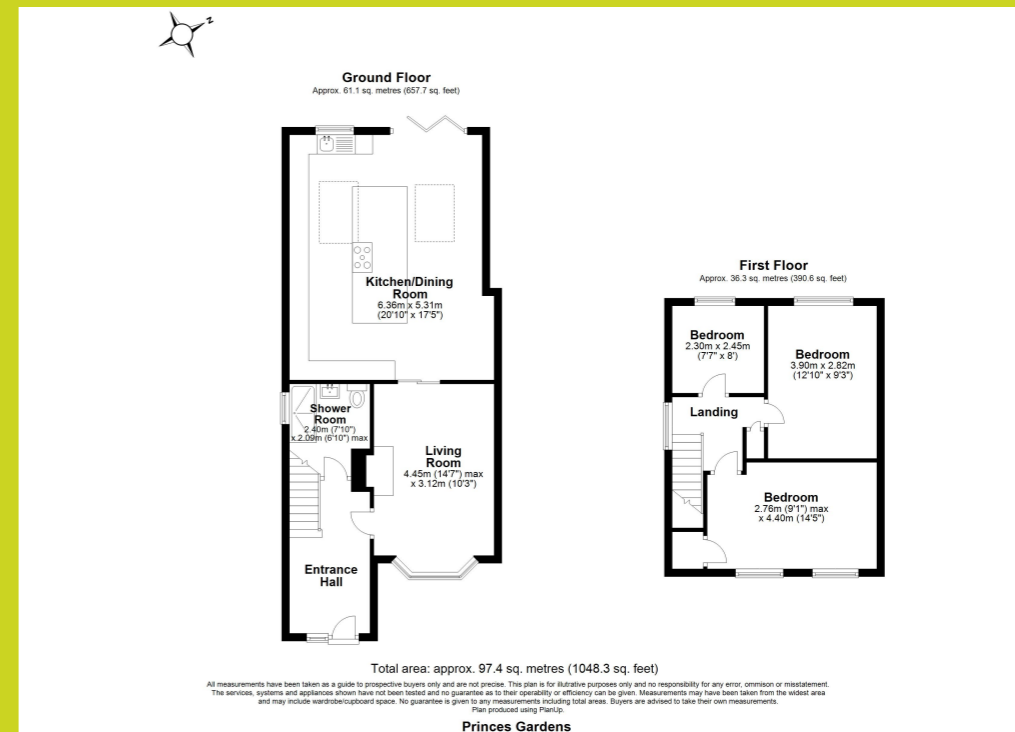 N
Ground Floor
Approx. 61.1 sq. metres (657.7 sq. feet)
Kitchen/Dining
Room
6.36m x 5.31m
(20'10" x 17'5")
Shower
Room
2.40m (7'10")
x 2.09m (6'10") max
Living
Room
4.45m (14'7") max
x 3.12m (10'3")
Entrance
Hall
First Floor
Approx. 36.3 sq. metres (390.6 sq. feet)
Bedroom
2.30m x 2.45m
(7'7" x 8')
Bedroom
3.90m x 2.82m
(12'10" x 9'3")
Landing
Bedroom
2.76m (9'1") max
x 4.40m (14'5")
Total area: approx. 97.4 sq. metres (1048.3 sq. feet)
All measurements have been taken as a guide to prospective buyers only and are not precise. This plan is for illutrative purposes only and no responsibility for any error, ommison or misstatement.
The services, systems and appliances shown have not been tested and no guarantee as to their operability or efficiency can be given. Measurements may have been taken from the widest area
and may include wardrobe/cupboard space. No guarantee is given to any measurements including total areas. Buyers are advised to take their own measurements.
Plan produced using PlanUp.
Princes Gardens